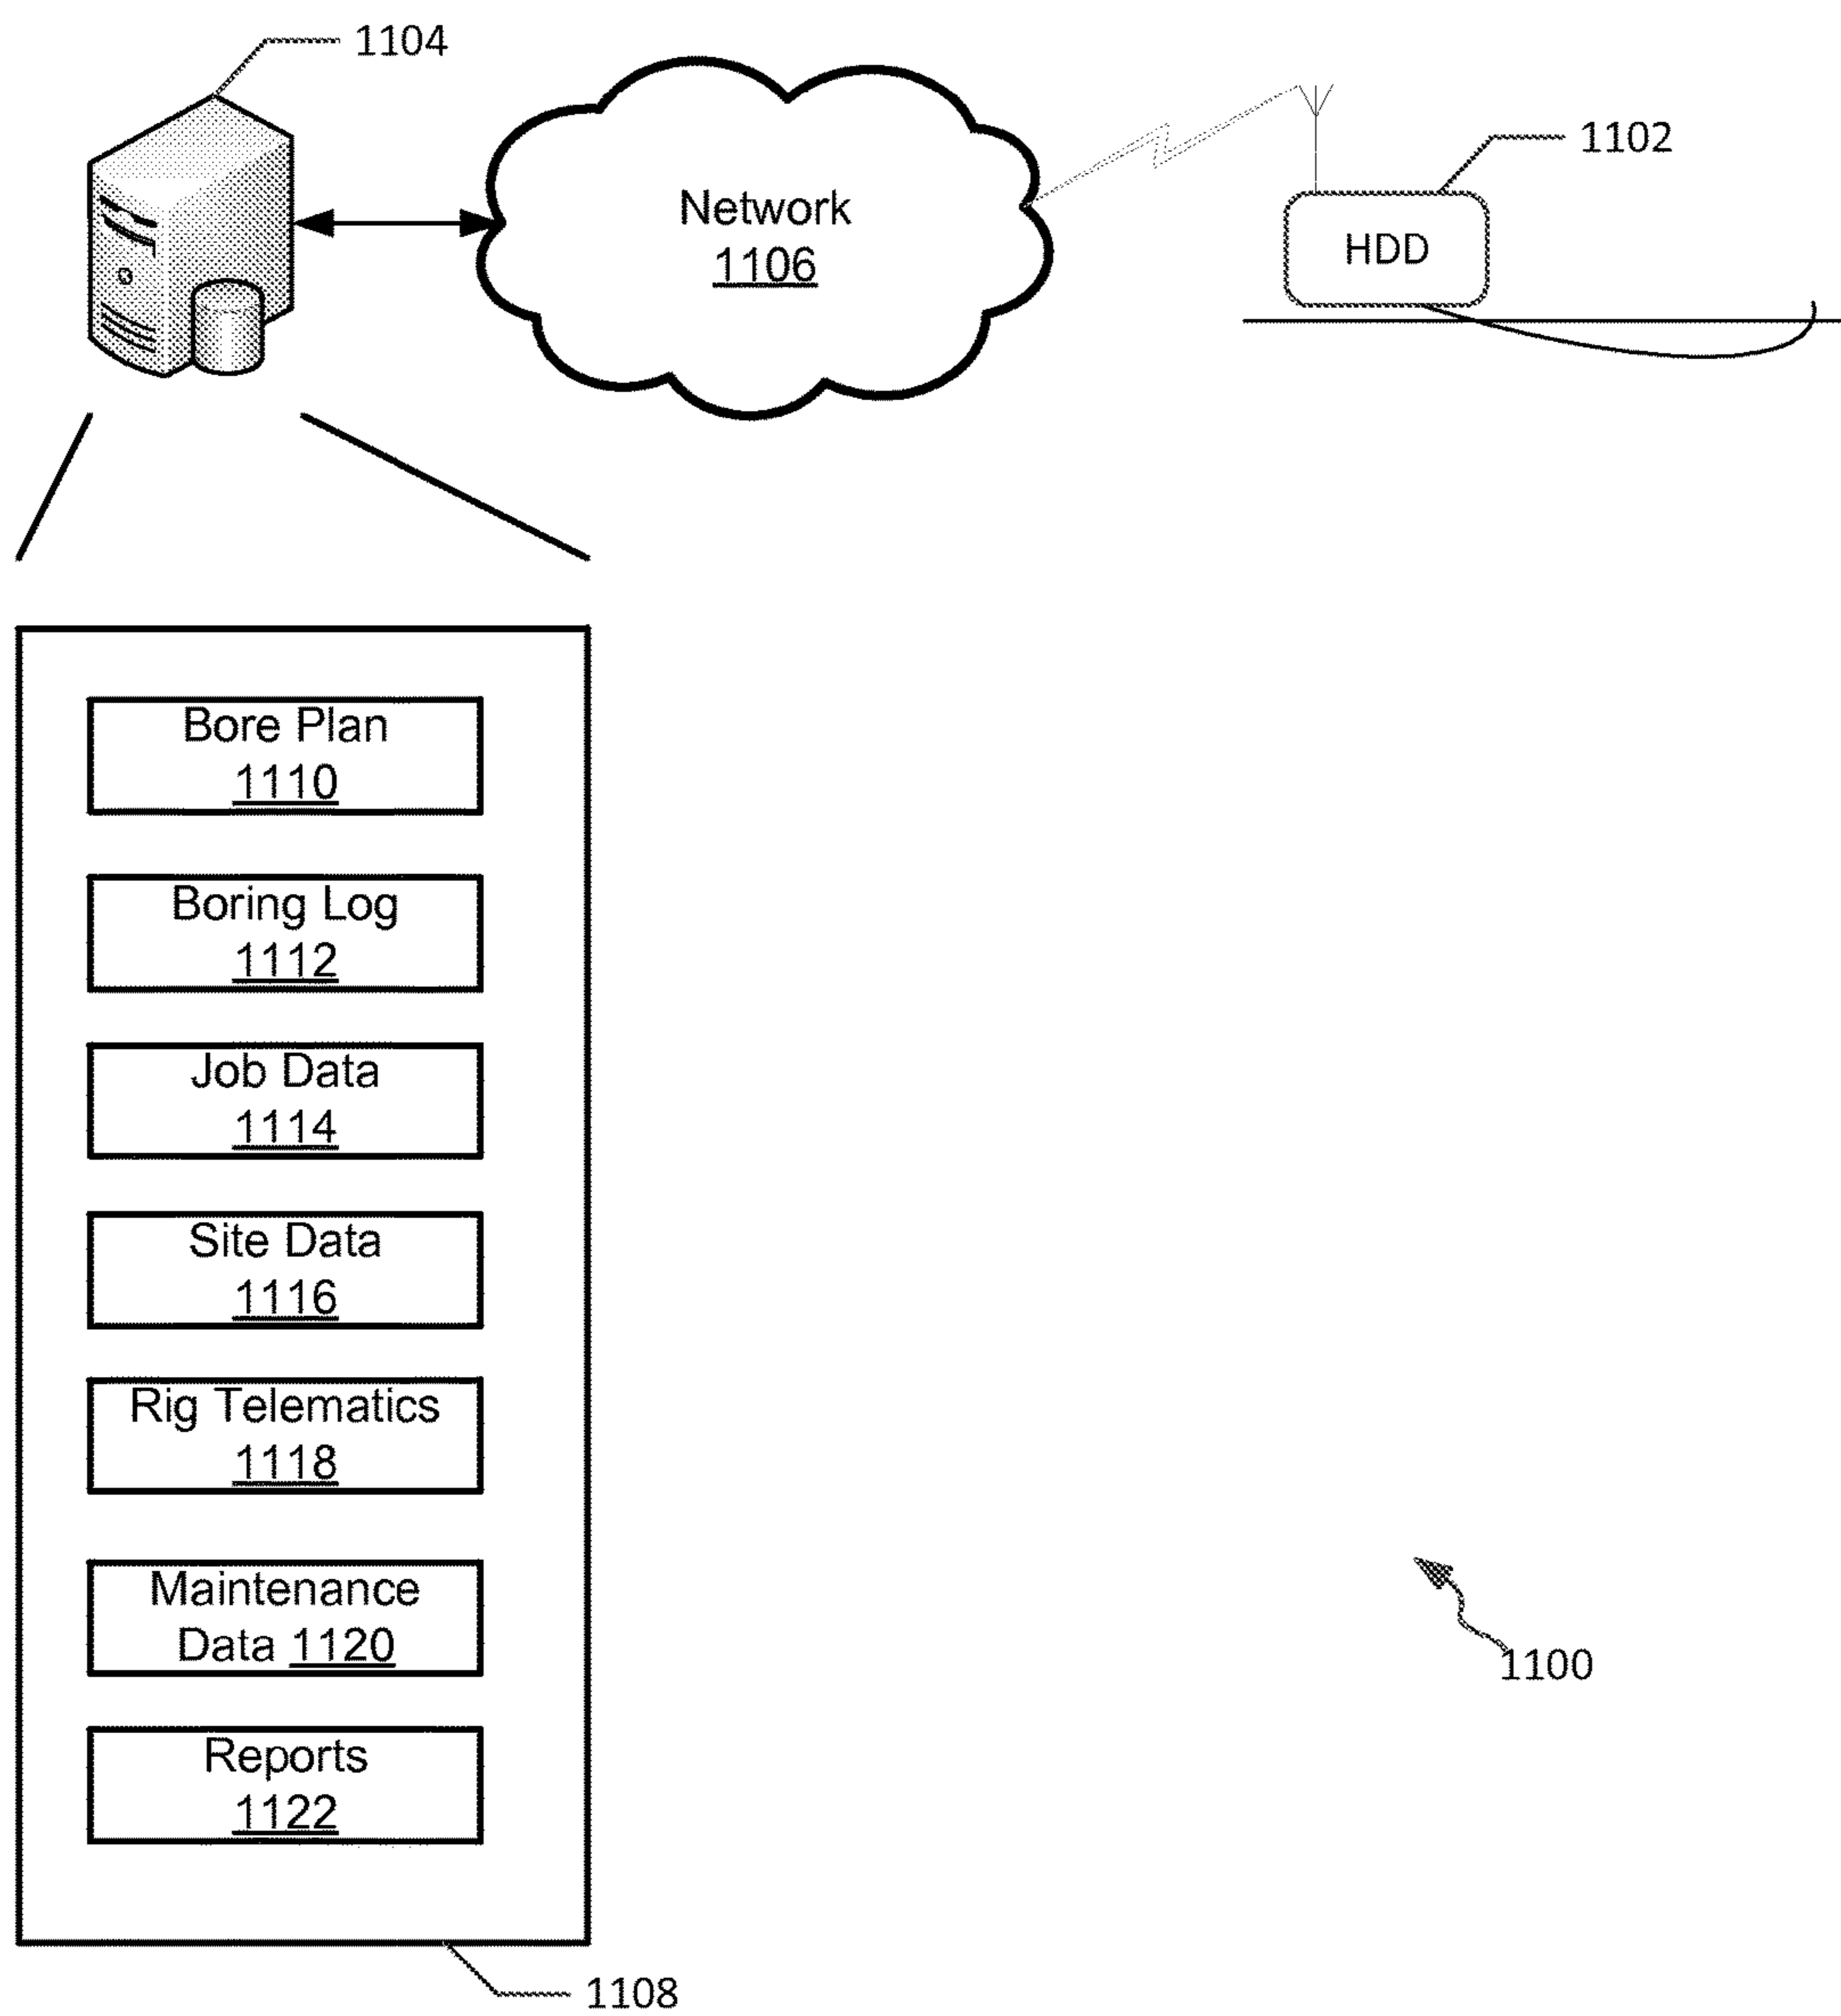 1104
1102
Network
1106
HDD
Bore Plan
1110
Boring Log
1112
Job Data
1114
Site Data
1116
Rig Telematics
1118
Maintenance
Data 1120
1100
Reports
1122
1108